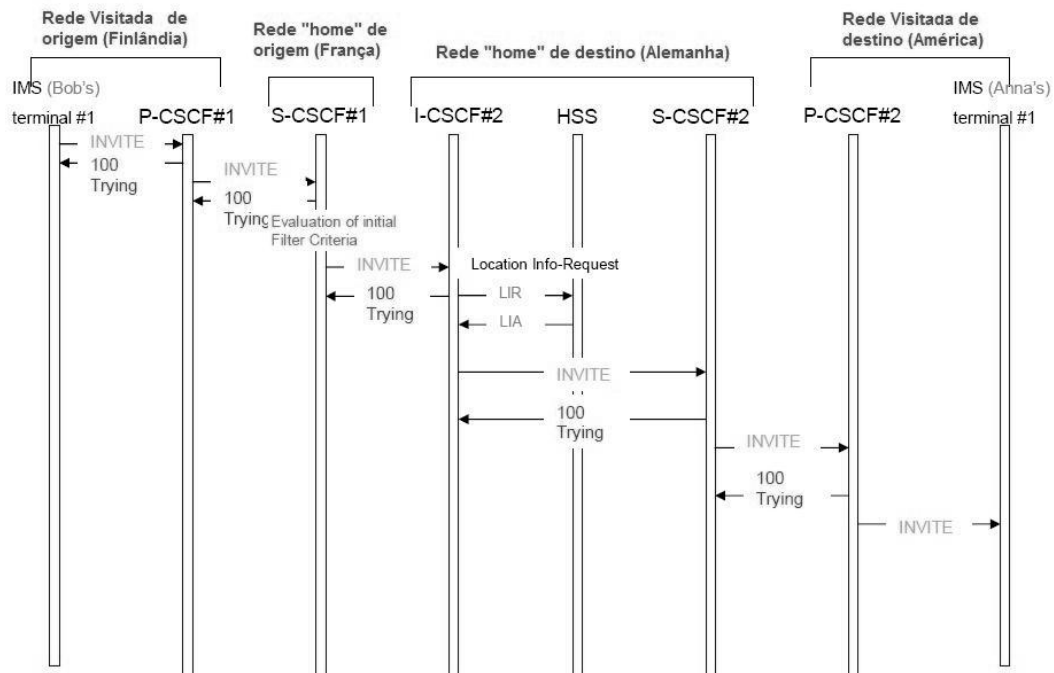 Rede Visitada de
origem (Finlândia)
Rede "home" de
origem (França)
Rede "home" de destino (Alemanha)
Rede Visitada de
destino (América)
IMS (Bob's)
terminal #1
P-CSCF#1
S-CSCF#1
I-CSCF#2
HSS
S-CSCF#2
P-CSCF#2
IMS (Anna's)
terminal #1
INVITE
100
Trying
INVITE
100
Trying
Evaluation of initial
Filter Criteria
INVITE
Location Info-Request
100
Trying
LIR
LIA
INVITE
100
Trying
INVITE
100
Trying
INVITE